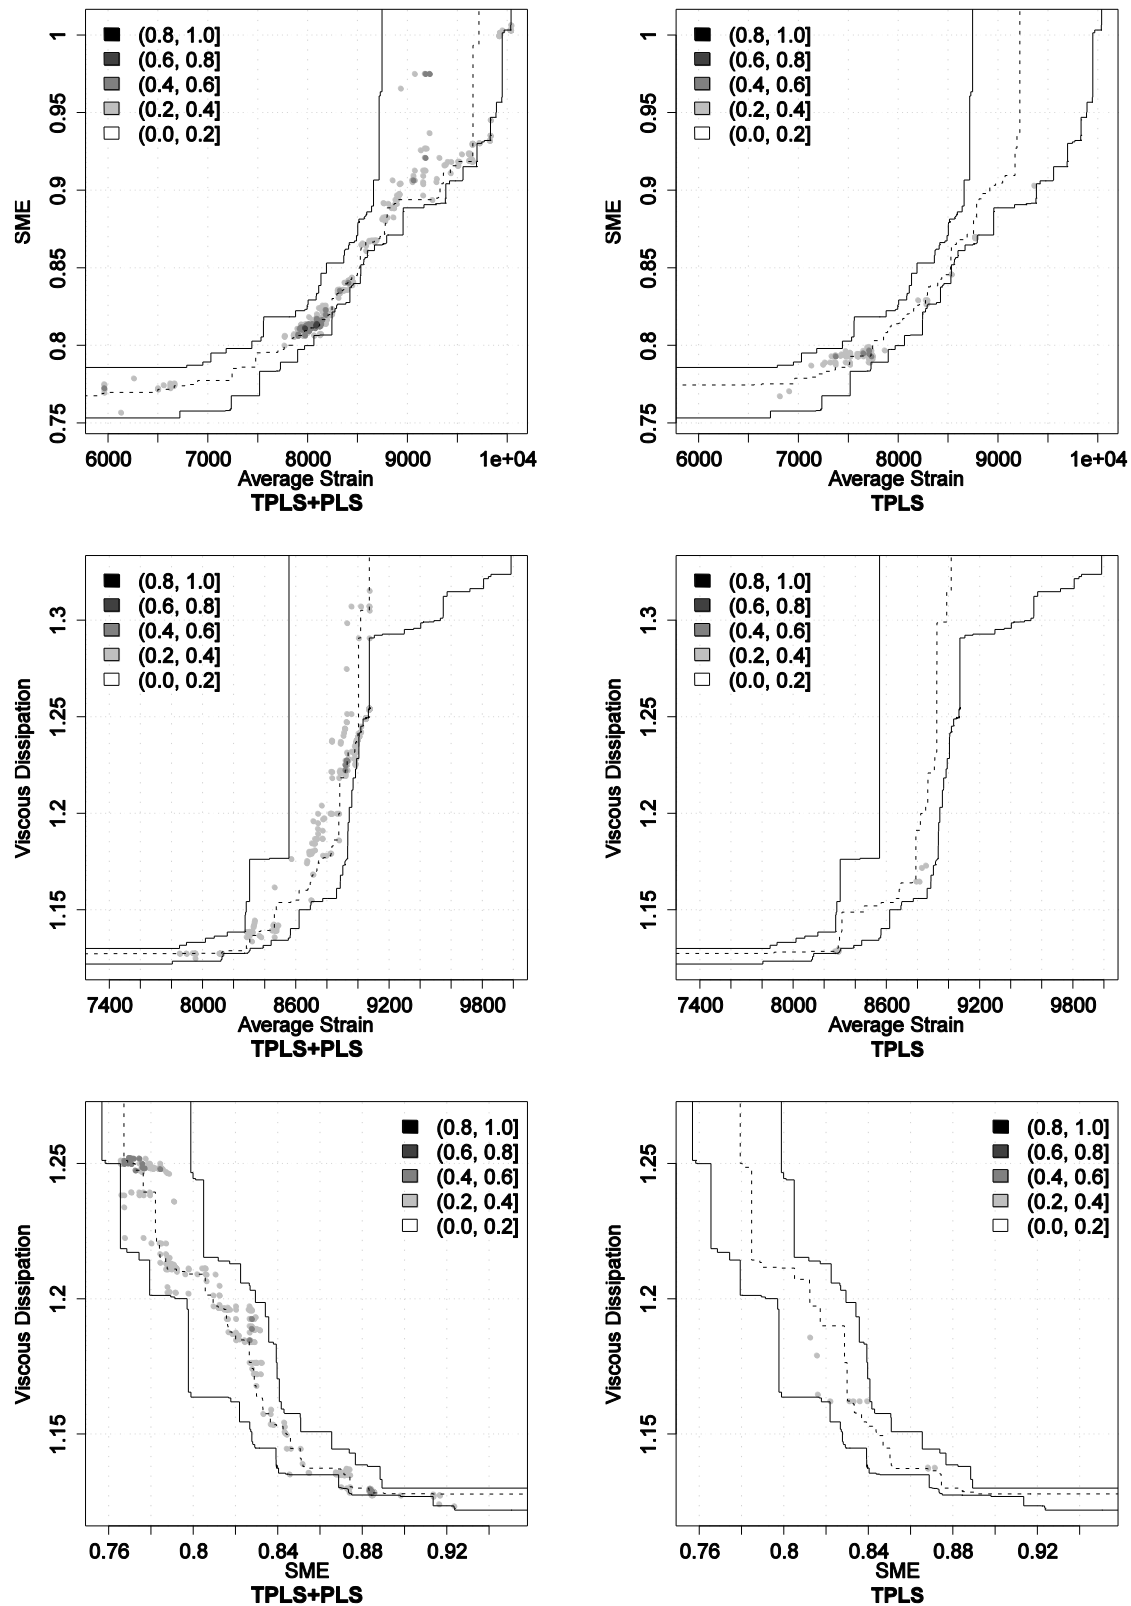 (0.8, 1.0]
(0.6, 0.8]
(0.4, 0.6]
(0.2, 0.4]
(0.0, 0.2]
SME
1
0.95
0.9
0.85
0.8
0.75
6000 7000 8000 9000 1e+04
Average Strain
TPLS+PLS
(0.8, 1.0]
(0.6, 0.8]
(0.4, 0.6]
(0.2, 0.4]
(0.0, 0.2]
SME
1
0.95
0.9
0.85
0.8
0.75
6000 7000 8000 9000 1e+04
Average Strain
TPLS
(0.8, 1.0]
(0.6, 0.8]
(0.4, 0.6]
(0.2, 0.4]
(0.0, 0.2]
Viscous Dissipation
1.3
1.25
1.2
1.15
7400 8000 8600 9200 9800
Average Strain
TPLS+PLS
(0.8, 1.0]
(0.6, 0.8]
(0.4, 0.6]
(0.2, 0.4]
(0.0, 0.2]
Viscous Dissipation
1.3
1.25
1.2
1.15
7400 8000 8600 9200 9800
Average Strain
TPLS
(0.8, 1.0]
(0.6, 0.8]
(0.4, 0.6]
(0.2, 0.4]
(0.0, 0.2]
Viscous Dissipation
1.25
1.2
1.15
0.76 0.8 0.84 0.88 0.92
SME
TPLS+PLS
(0.8, 1.0]
(0.6, 0.8]
(0.4, 0.6]
(0.2, 0.4]
(0.0, 0.2]
Viscous Dissipation
1.25
1.2
1.15
0.76 0.8 0.84 0.88 0.92
SME
TPLS